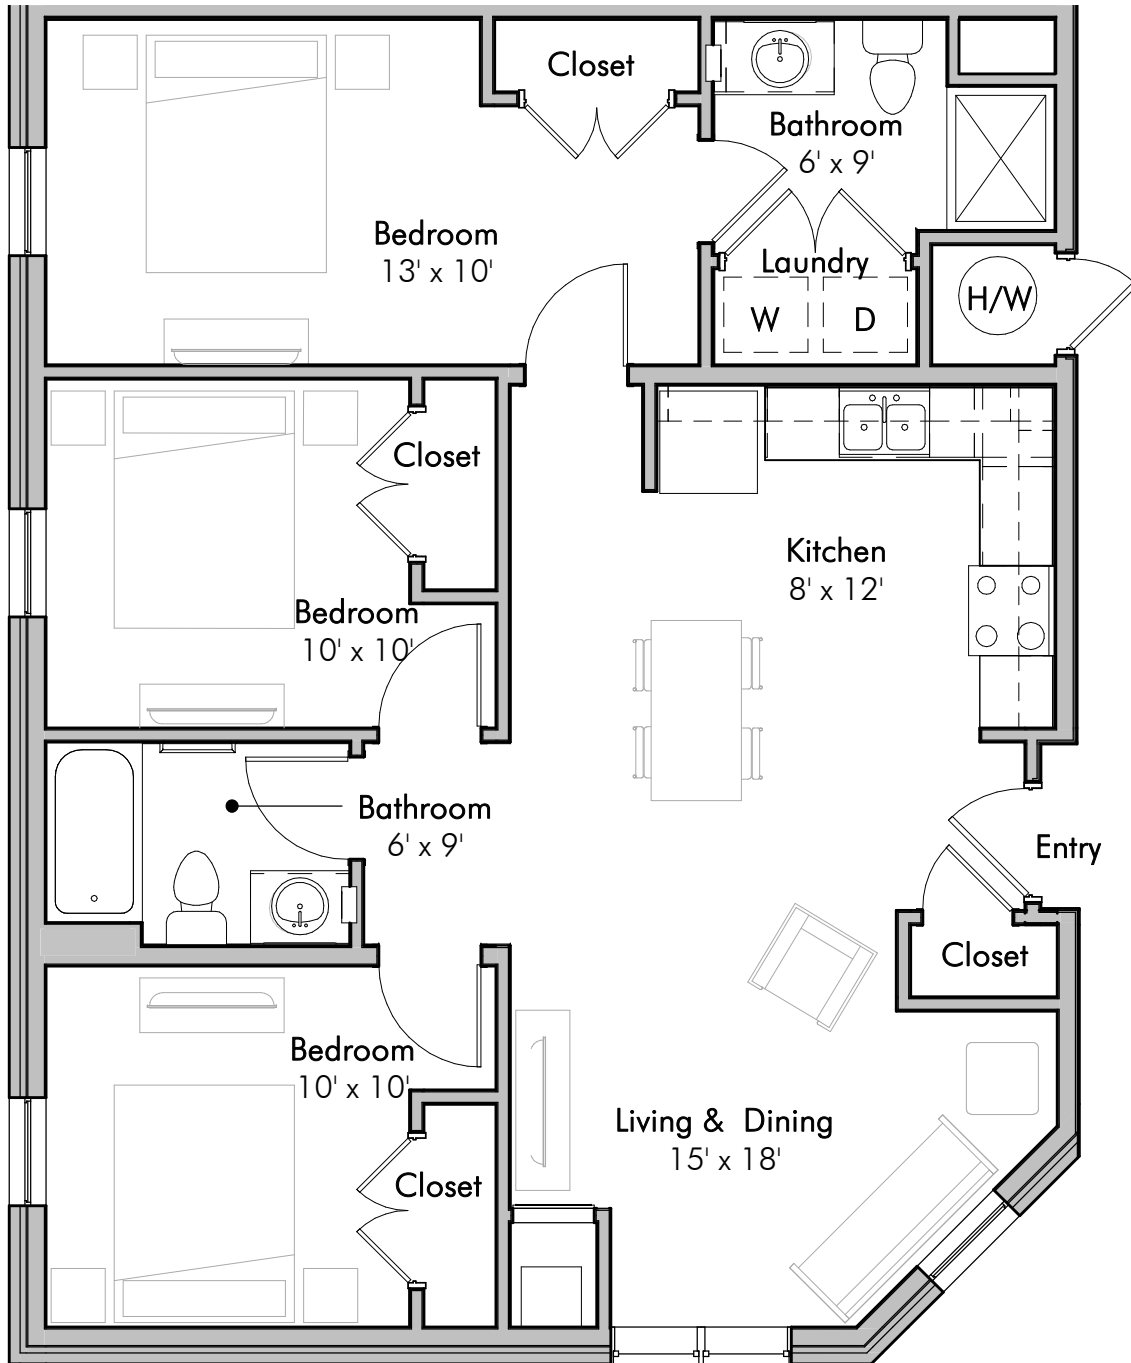 Closet
Bathroom
6' x 9'
Bedroom
13' x 10'
Laundry
W
D
H/W
Closet
Kitchen
8' x 12'
Bedroom
10' x 10'
Bathroom
6' x 9'
Entry
Closet
Bedroom
10' x 10'
Living & Dining
15' x 18'
Closet